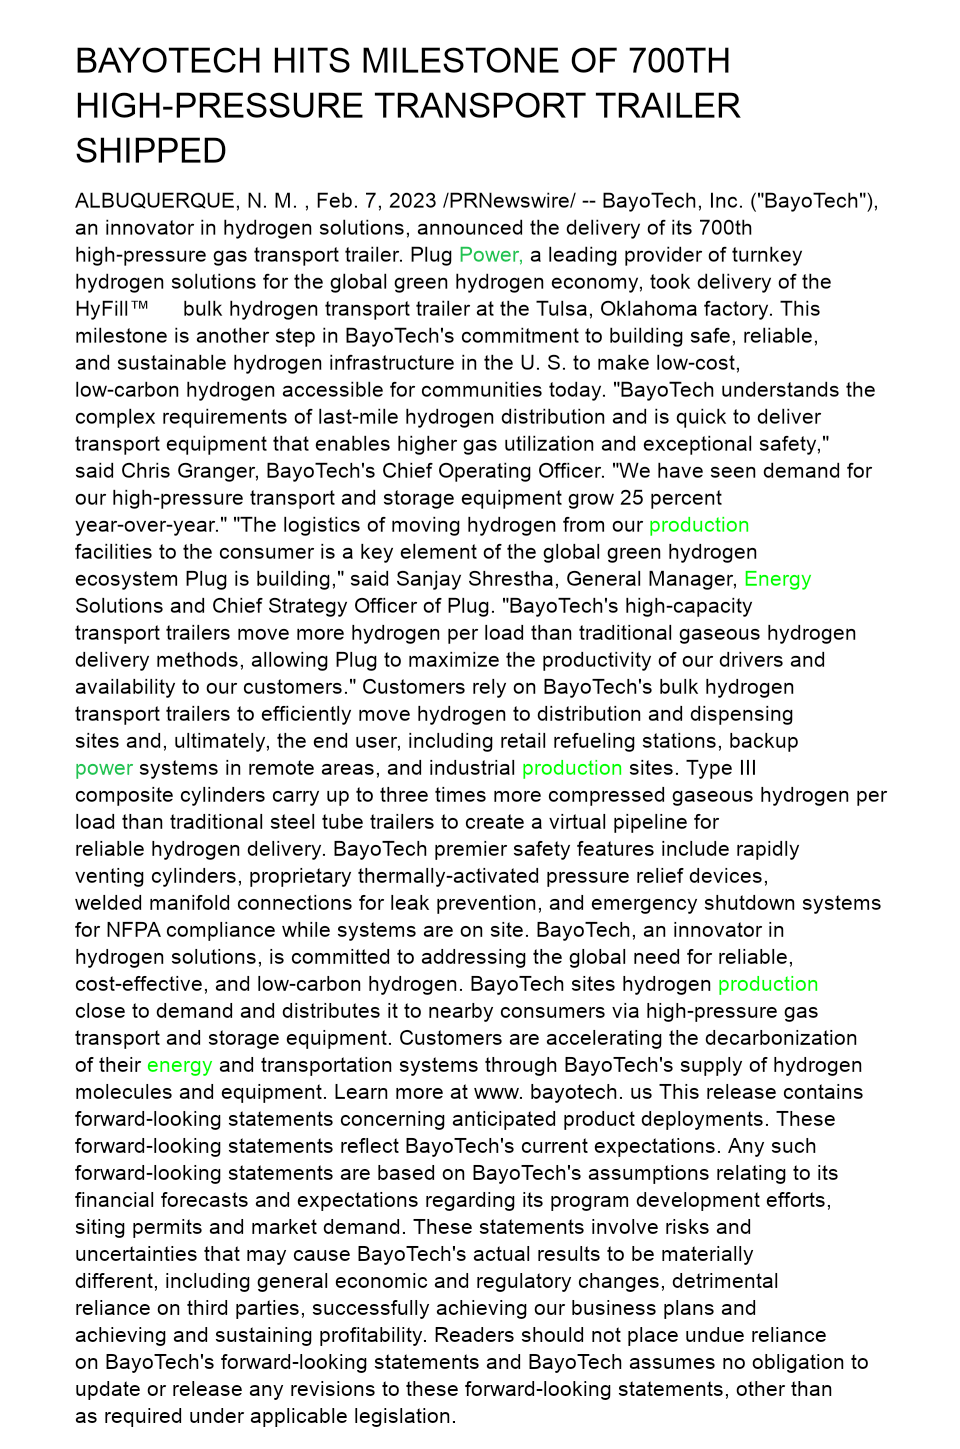 BAYOTECH HITS MILESTONE OF 700TH
HIGH-PRESSURE TRANSPORT TRAILER
SHIPPED
ALBUQUERQUE, N. M. , Feb. 7, 2023 /PRNewswire/ -- BayoTech, Inc. ("BayoTech"),
an innovator in hydrogen solutions, announced the delivery of its 700th
high-pressure gas transport trailer. Plug Power, a leading provider of turnkey
hydrogen solutions for the global green hydrogen economy, took delivery of the
HyFill™ bulk hydrogen transport trailer at the Tulsa, Oklahoma factory. This
milestone is another step in BayoTech's commitment to building safe, reliable,
and sustainable hydrogen infrastructure in the U. S. to make low-cost,
low-carbon hydrogen accessible for communities today. "BayoTech understands the
complex requirements of last-mile hydrogen distribution and is quick to deliver
transport equipment that enables higher gas utilization and exceptional safety,"
said Chris Granger, BayoTech's Chief Operating Officer. "We have seen demand for
our high-pressure transport and storage equipment grow 25 percent
year-over-year." "The logistics of moving hydrogen from our production
facilities to the consumer is a key element of the global green hydrogen
ecosystem Plug is building," said Sanjay Shrestha, General Manager, Energy
Solutions and Chief Strategy Officer of Plug. "BayoTech's high-capacity
transport trailers move more hydrogen per load than traditional gaseous hydrogen
delivery methods, allowing Plug to maximize the productivity of our drivers and
availability to our customers." Customers rely on BayoTech's bulk hydrogen
transport trailers to efficiently move hydrogen to distribution and dispensing
sites and, ultimately, the end user, including retail refueling stations, backup
power systems in remote areas, and industrial production sites. Type III
composite cylinders carry up to three times more compressed gaseous hydrogen per
load than traditional steel tube trailers to create a virtual pipeline for
reliable hydrogen delivery. BayoTech premier safety features include rapidly
venting cylinders, proprietary thermally-activated pressure relief devices,
welded manifold connections for leak prevention, and emergency shutdown systems
for NFPA compliance while systems are on site. BayoTech, an innovator in
hydrogen solutions, is committed to addressing the global need for reliable,
cost-effective, and low-carbon hydrogen. BayoTech sites hydrogen production
close to demand and distributes it to nearby consumers via high-pressure gas
transport and storage equipment. Customers are accelerating the decarbonization
of their energy and transportation systems through BayoTech's supply of hydrogen
molecules and equipment. Learn more at www. bayotech. us This release contains
forward-looking statements concerning anticipated product deployments. These
forward-looking statements reflect BayoTech's current expectations. Any such
forward-looking statements are based on BayoTech's assumptions relating to its
financial forecasts and expectations regarding its program development efforts,
siting permits and market demand. These statements involve risks and
uncertainties that may cause BayoTech's actual results to be materially
different, including general economic and regulatory changes, detrimental
reliance on third parties, successfully achieving our business plans and
achieving and sustaining profitability. Readers should not place undue reliance
on BayoTech's forward-looking statements and BayoTech assumes no obligation to
update or release any revisions to these forward-looking statements, other than
as required under applicable legislation.